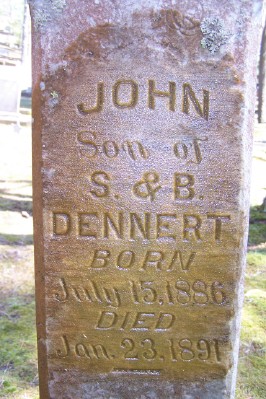 JOHN
Son of
S. & B.
DENNERT
BORN
July 15, 1886
DIED
Jan. 23, 1891